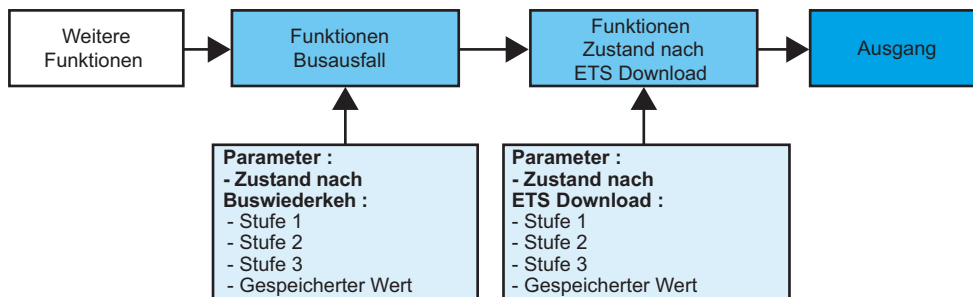 Weitere
Funktionen
Funktionen
Busausfall
Funktionen
Zustand nach
ETS Download
Ausgang
Parameter :
- Zustand nach
Buswiederkeh :
- Stufe 1
- Stufe 2
- Stufe 3
- Gespeicherter Wert
Parameter :
- Zustand nach
ETS Download :
- Stufe 1
- Stufe 2
- Stufe 3
- Gespeicherter Wert